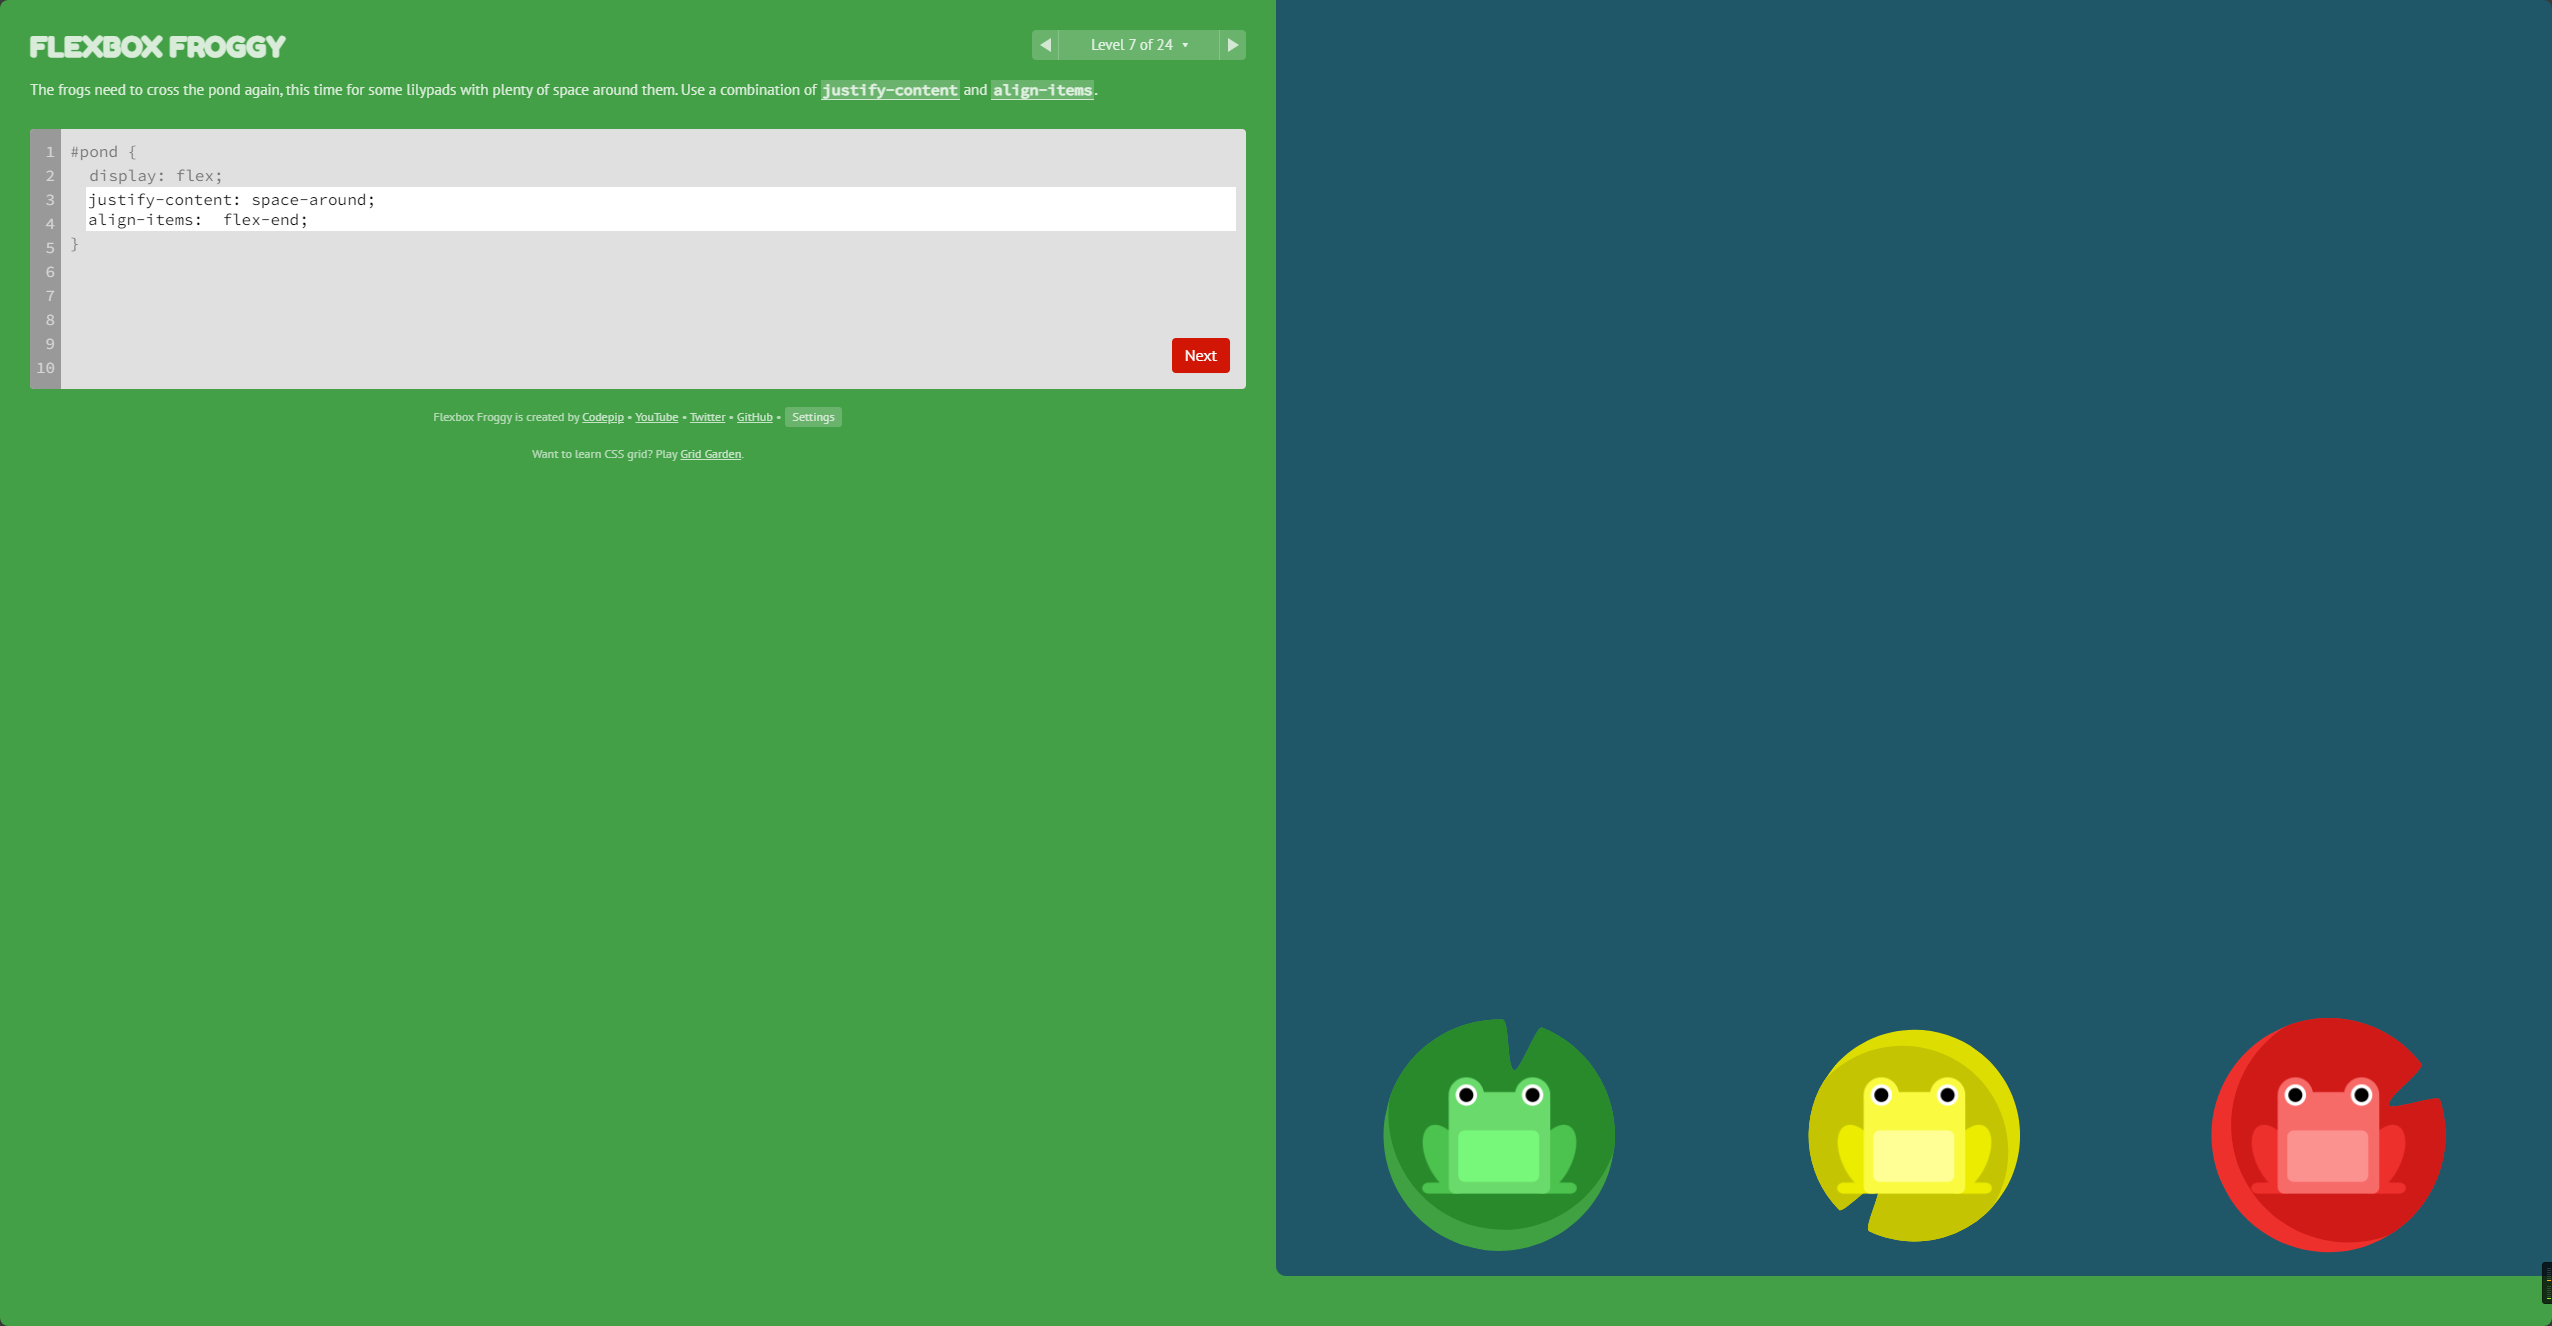 FLEXBOX FROGGY
Level 7 of 24
The frogs need to cross the pond again, this time for some lilypads with plenty of space around them. Use a combination of justify-content and align-items.
1 #pond {
2 display: flex;
3 justify-content: space-around;
4 align-items:  flex-end;
5 }
6
7
8
9
10
Next
Flexbox Froggy is created by Codepip • YouTube • Twitter • GitHub • Settings
Want to learn CSS grid? Play Grid Garden.